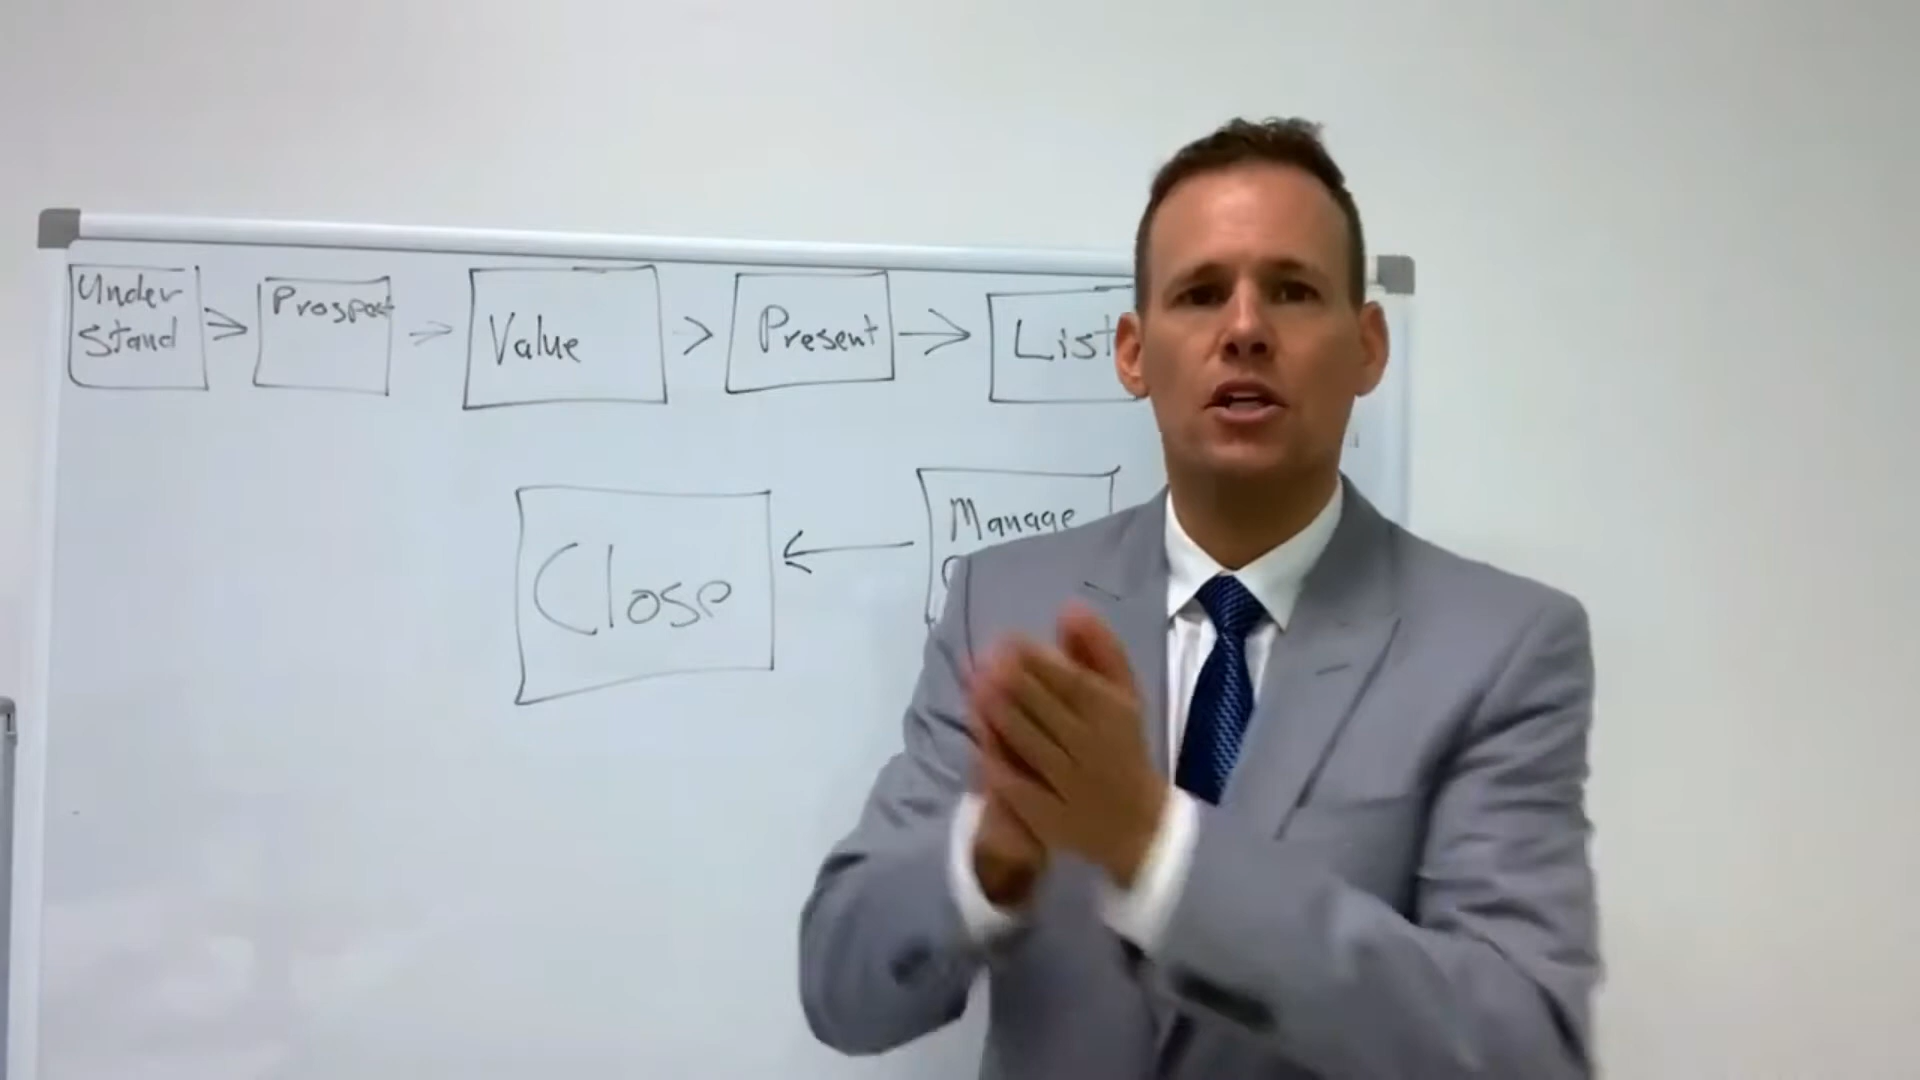 Under
Stand
Prospect
Value
Present
List
Manage
Close